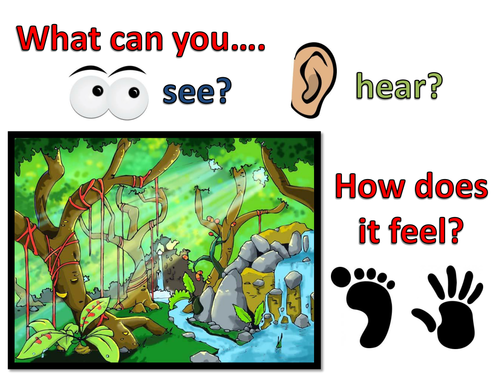 What can you....
see?
hear?
How does
it feel?